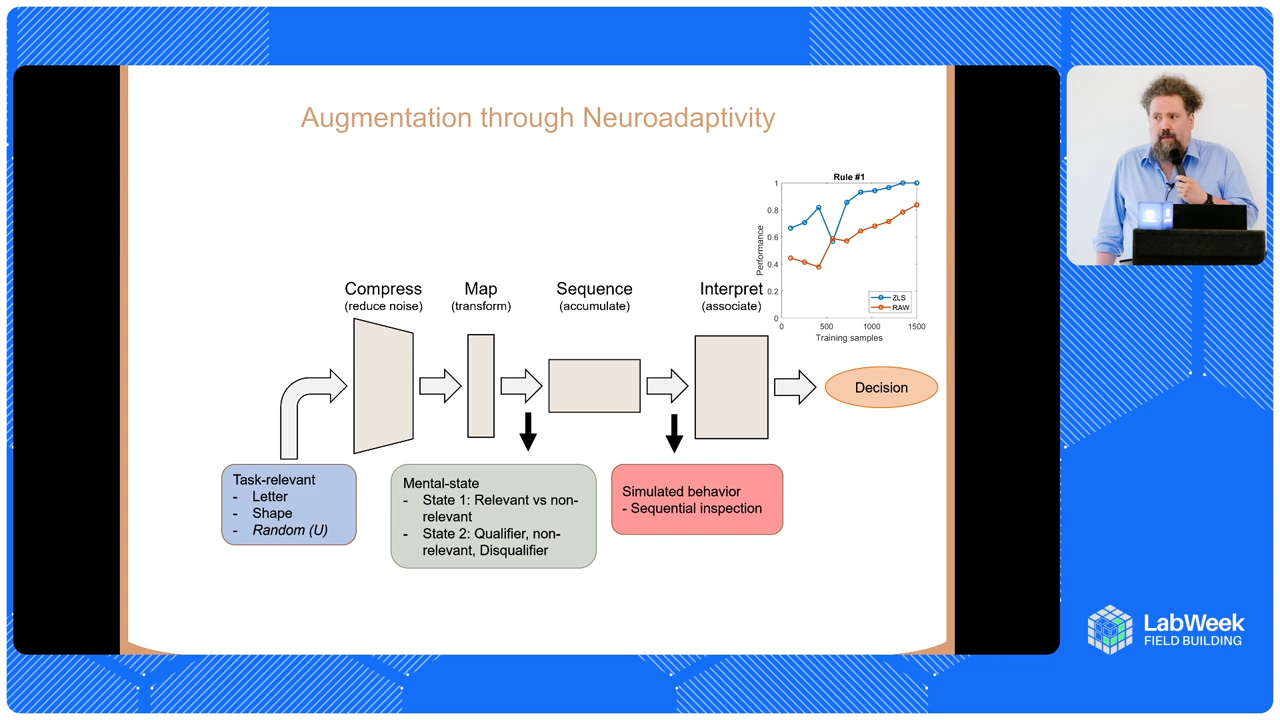 Augmentation through Neuroadaptivity
Rule #1
1
0.8
0.6
0.4
0.2
0
Performance
0
500
1000
1500
Training samples
ZLS
RAW
Compress
(reduce noise)
Map
(transform)
Sequence
(accumulate)
Interpret
(associate)
Decision
Task-relevant
- Letter
- Shape
- Random (U)
Mental-state
- State 1: Relevant vs non-
relevant
- State 2: Qualifier, non-
relevant, Disqualifier
Simulated behavior
- Sequential inspection
LabWeek
FIELD BUILDING